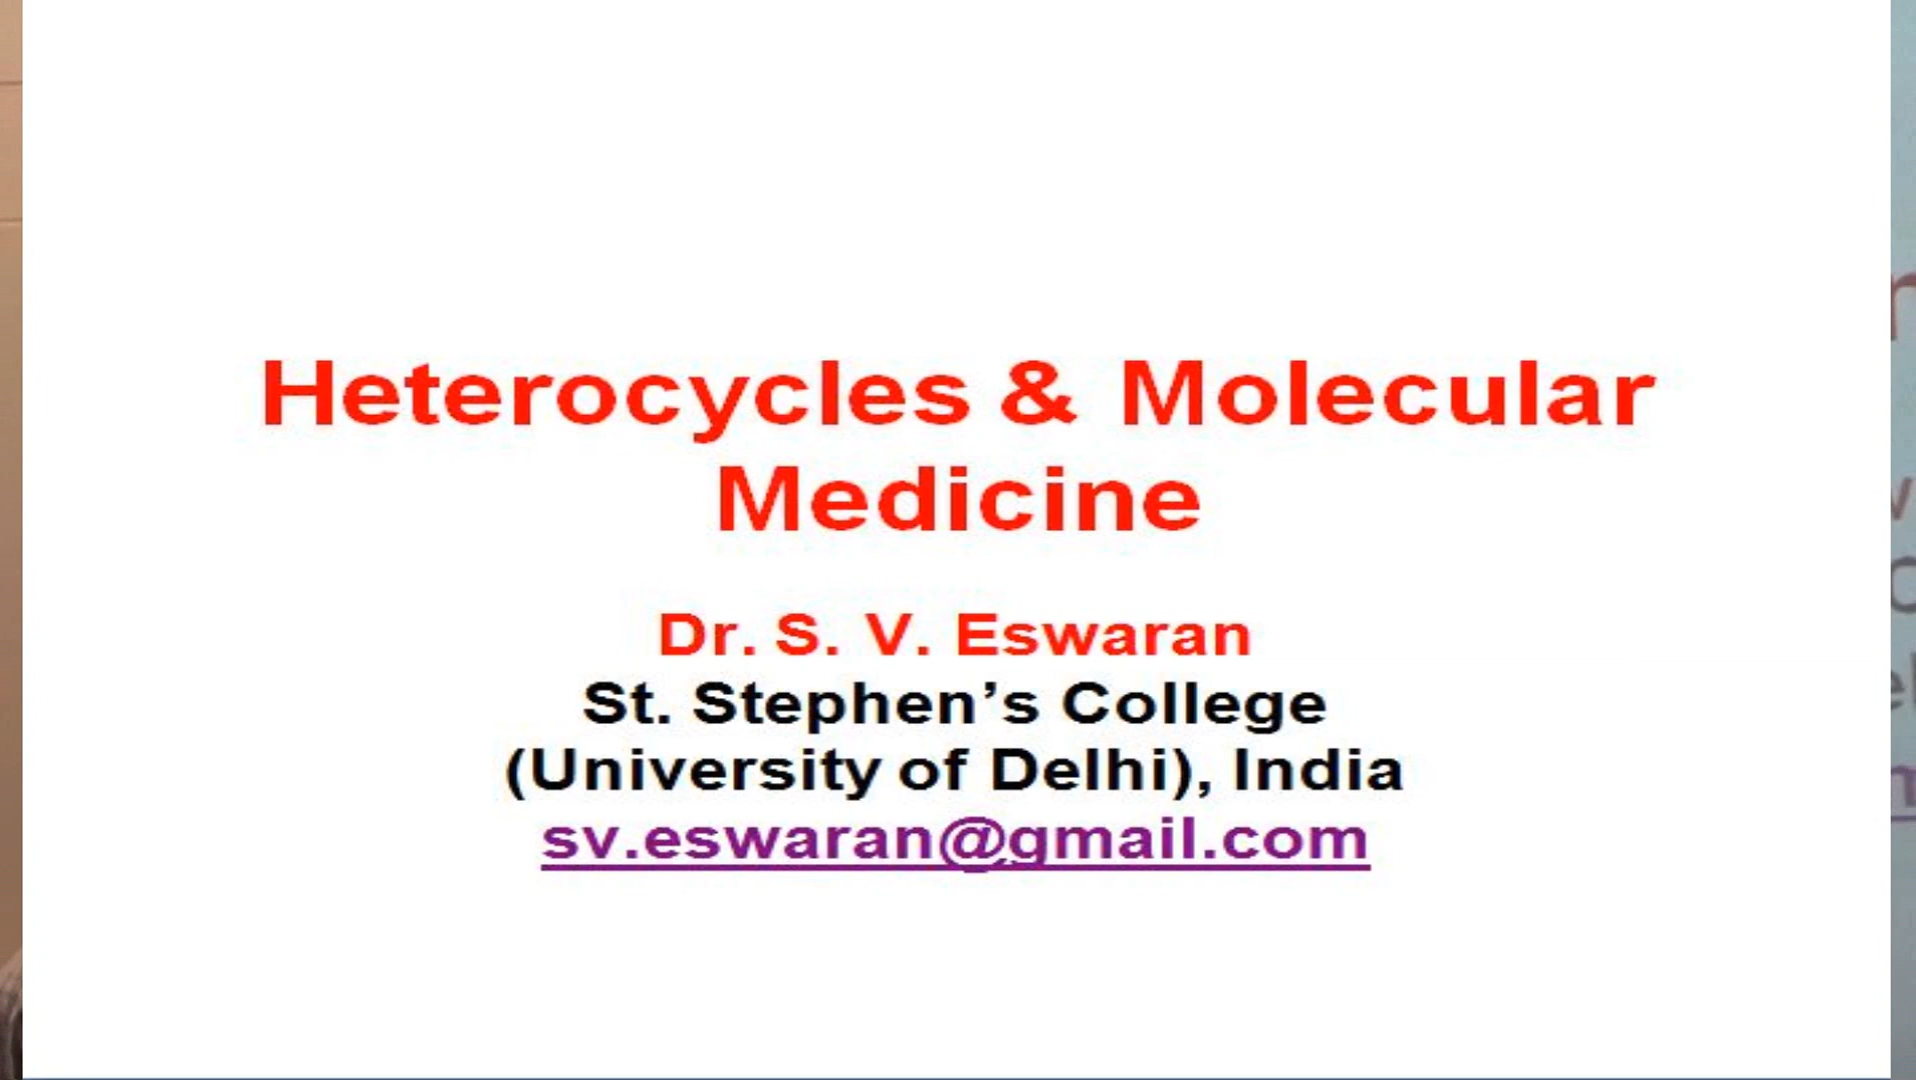 Heterocycles & Molecular
Medicine
Dr. S. V. Eswaran
St. Stephen’s College
(University of Delhi), India
sv.eswaran@gmail.com